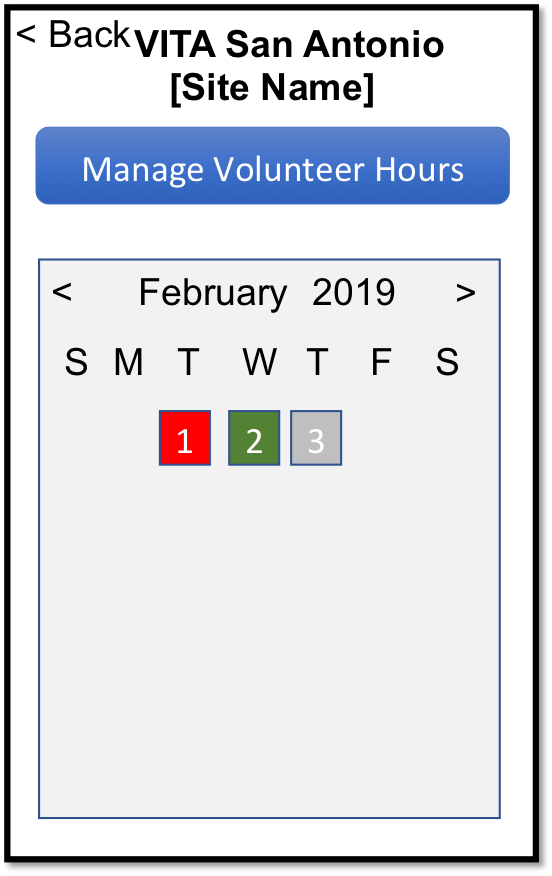 < Back
VITA San Antonio
[Site Name]
Manage Volunteer Hours
< February 2019 >
S M T W T F S
1 2 3